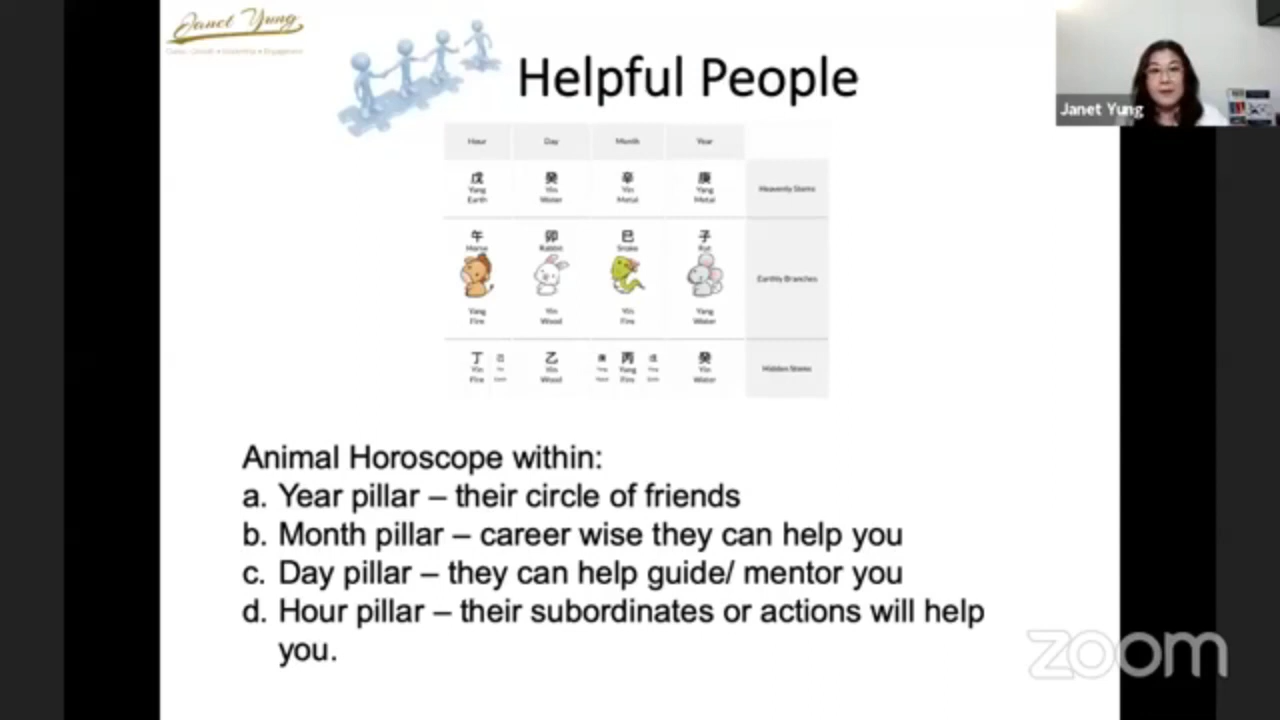 Janet Yung
Helpful People
Janet Yung
Hour Day Month Year
戊 癸 辛 庚
Yang Yin Yin Yang
Earth Water Metal Metal
Heavenly Stems
午 卯 巳 子
Horse Rabbit Snake Rat
Earthly Branches
Yang Yin Yin Yang
Fire Wood Fire Water
丁 己 乙 庚 丙 戊 癸
Yin Yin Yang Yin
Fire Wood Fire Water
Hidden Stems
Animal Horoscope within:
a. Year pillar – their circle of friends
b. Month pillar – career wise they can help you
c. Day pillar – they can help guide/ mentor you
d. Hour pillar – their subordinates or actions will help
you.
zoom